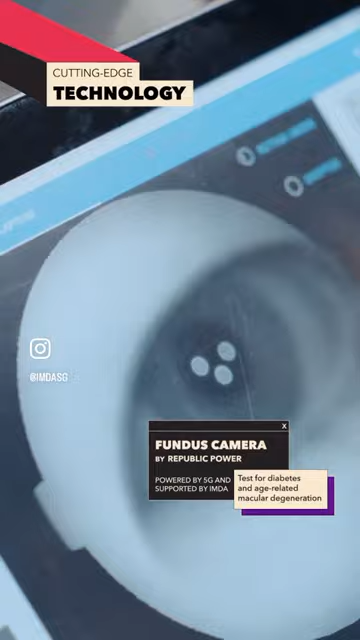 CUTTING-EDGE
TECHNOLOGY
@IMDASG
X
FUNDUS CAMERA
BY REPUBLIC POWER
POWERED BY 5G AND
SUPPORTED BY IMDA
Test for diabetes
and age-related
macular degeneration